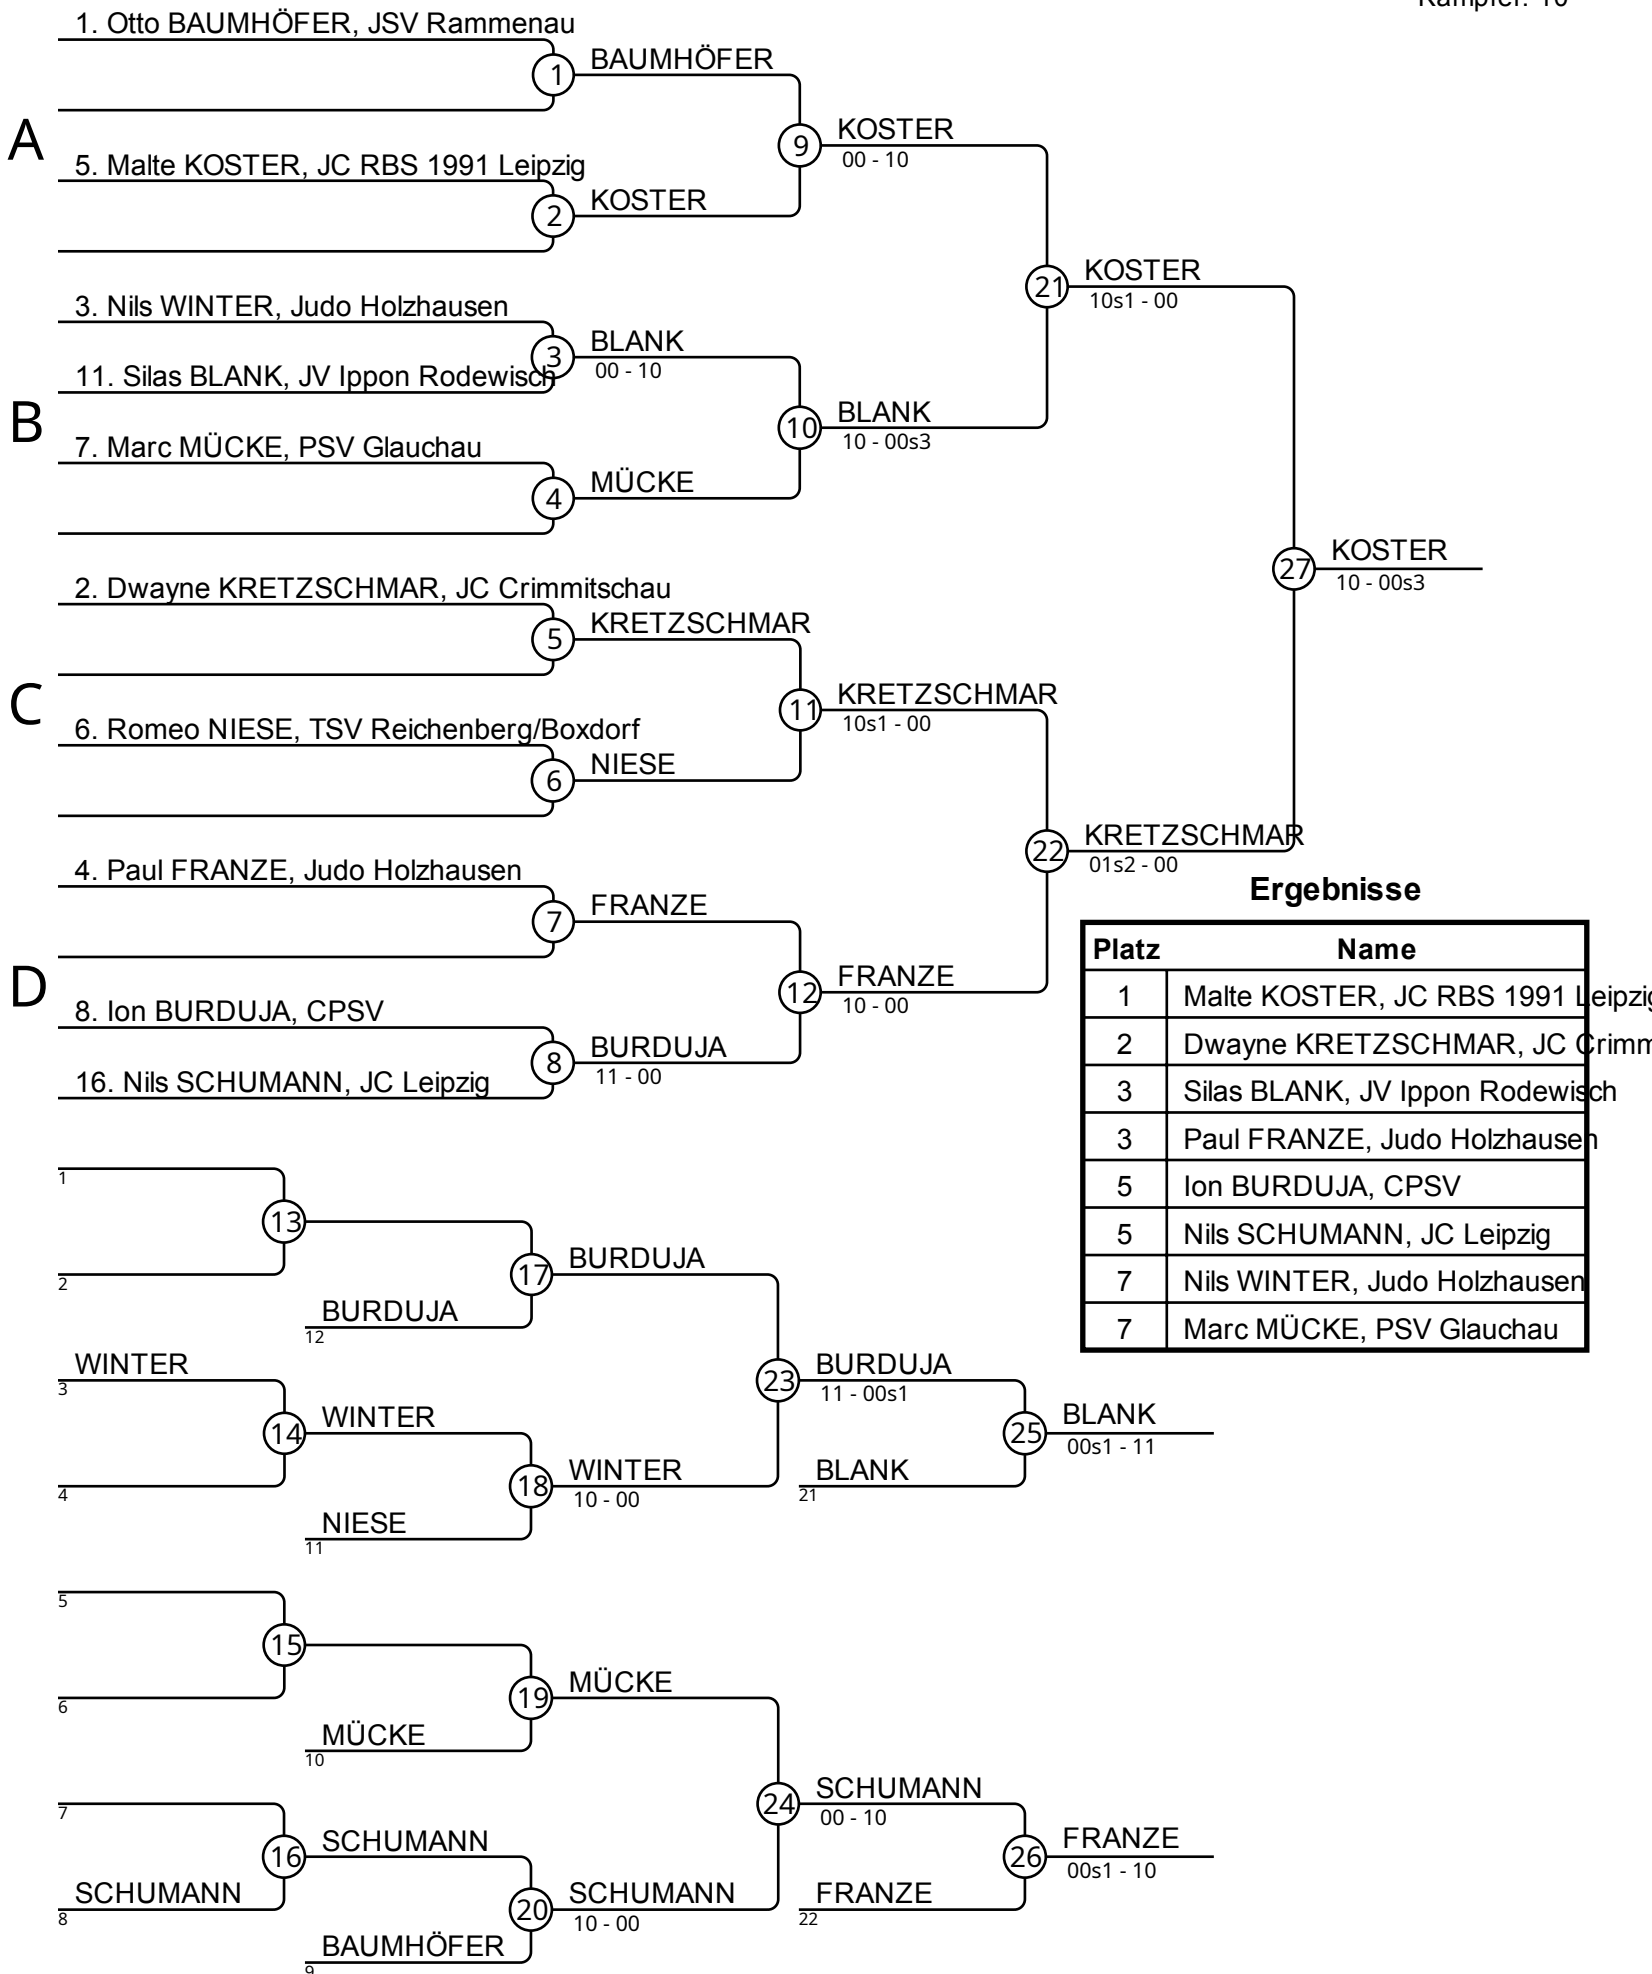 Kämpfer: 10
1. Otto BAUMHÖFER, JSV Rammenau
1
BAUMHÖFER
A
9
KOSTER
00 - 10
5. Malte KOSTER, JC RBS 1991 Leipzig
2
KOSTER
21
KOSTER
10s1 - 00
3. Nils WINTER, Judo Holzhausen
3
BLANK
00 - 10
11. Silas BLANK, JV Ippon Rodewisch
B
10
BLANK
10 - 00s3
7. Marc MÜCKE, PSV Glauchau
4
MÜCKE
27
KOSTER
10 - 00s3
2. Dwayne KRETZSCHMAR, JC Crimmitschau
5
KRETZSCHMAR
C
11
KRETZSCHMAR
10s1 - 00
6. Romeo NIESE, TSV Reichenberg/Boxdorf
6
NIESE
22
KRETZSCHMAR
01s2 - 00
4. Paul FRANZE, Judo Holzhausen
7
FRANZE
D
12
FRANZE
10 - 00
8. Ion BURDUJA, CPSV
8
BURDUJA
11 - 00
16. Nils SCHUMANN, JC Leipzig
Ergebnisse
Platz Name
1 Malte KOSTER, JC RBS 1991 Leipzig
2 Dwayne KRETZSCHMAR, JC Crimm
3 Silas BLANK, JV Ippon Rodewisch
3 Paul FRANZE, Judo Holzhausen
5 Ion BURDUJA, CPSV
5 Nils SCHUMANN, JC Leipzig
7 Nils WINTER, Judo Holzhausen
7 Marc MÜCKE, PSV Glauchau
1
13
2
17
BURDUJA
BURDUJA
12
23
BURDUJA
11 - 00s1
WINTER
3
14
WINTER
4
18
WINTER
10 - 00
NIESE
11
25
BLANK
00s1 - 11
BLANK
21
5
15
6
19
MÜCKE
MÜCKE
10
24
SCHUMANN
00 - 10
7
16
SCHUMANN
SCHUMANN
8
20
SCHUMANN
10 - 00
BAUMHÖFER
9
26
FRANZE
00s1 - 10
FRANZE
22